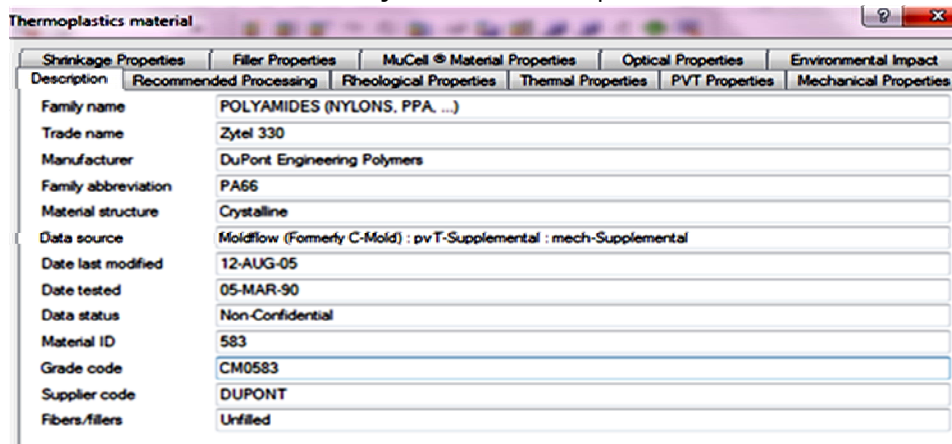 Thermoplastics material
Shrinkage Properties Filler Properties MuCell ® Material Properties Optical Properties Environmental Impact
Description Recommended Processing Rheological Properties Thermal Properties PVT Properties Mechanical Properties
Family name POLYAMIDES (NYLONS, PPA, ...)
Trade name Zytel 330
Manufacturer DuPont Engineering Polymers
Family abbreviation PA66
Material structure Crystalline
Data source Moldflow (Formerly C-Mold) : pvT-Supplemental : mech-Supplemental
Date last modified 12-AUG-05
Date tested 05-MAR-90
Data status Non-Confidential
Material ID 583
Grade code CM0583
Supplier code DUPONT
Fibers/fillers Unfilled